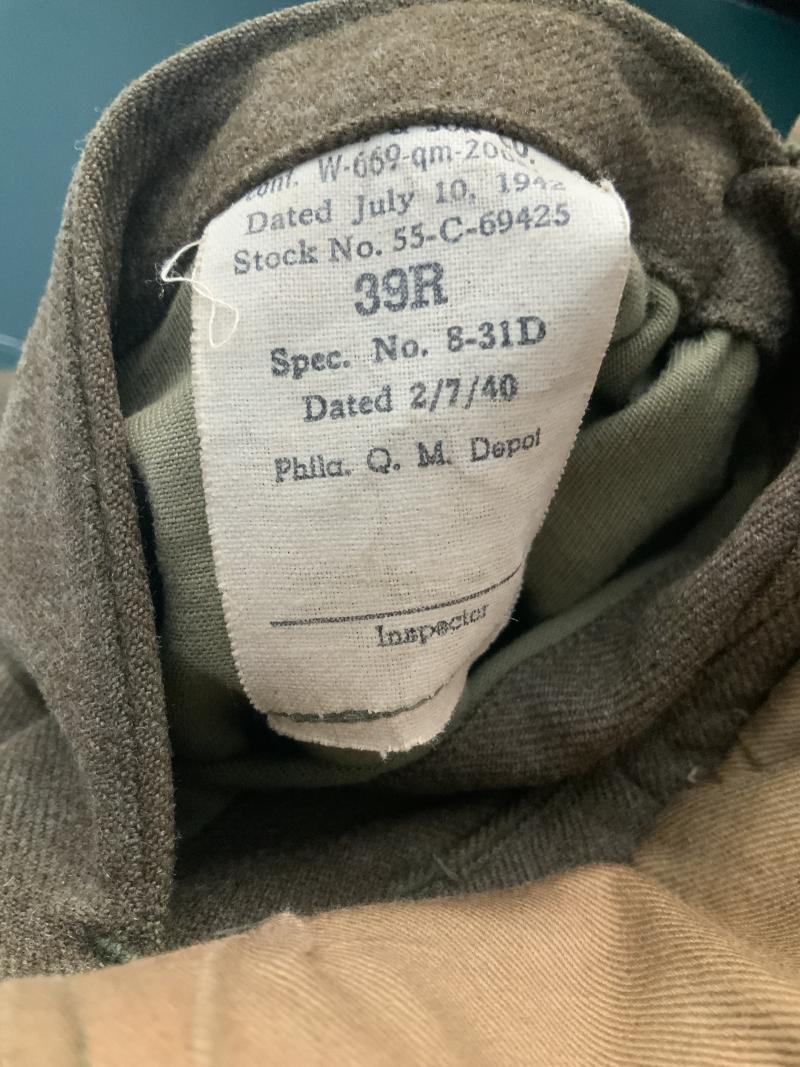 W-669-qm-20
Dated July 10, 1942
Stock No. 55-C-69425
39R
Spec. No. 8-31D
Dated 2/7/40
Phila. Q. M. Depot
Inspector